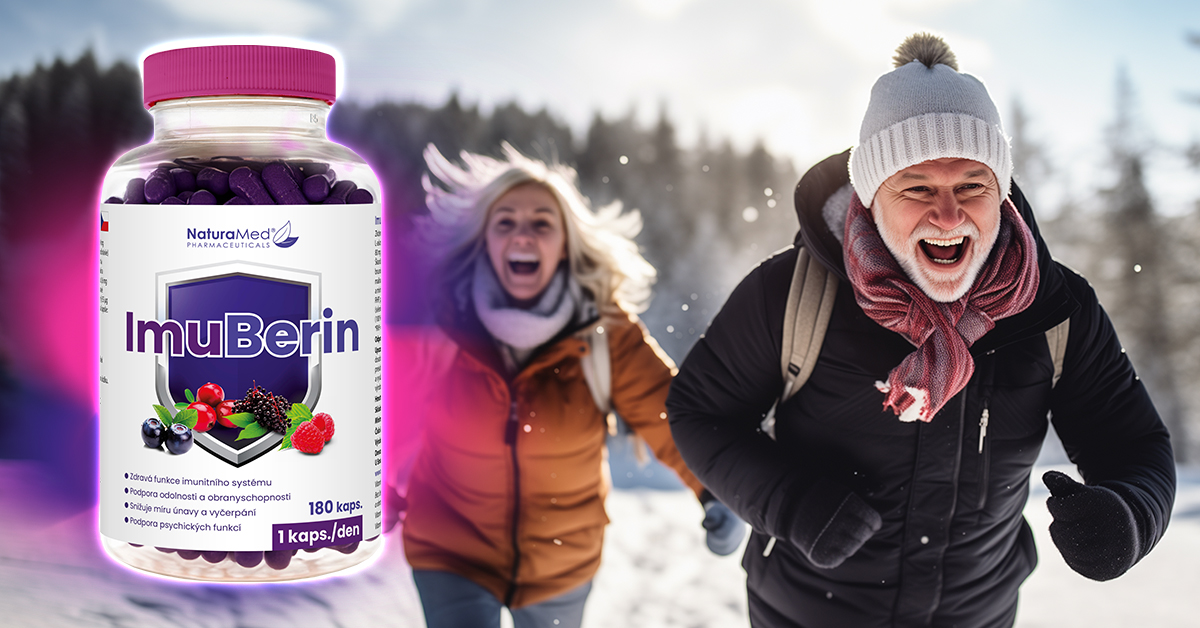 NaturaMed®
PHARMACEUTICALS
ImuBerin
Zdravá funkce imunitního systému
Podpora odolnosti a obranyschopnosti
Snižuje míru únavy a vyčerpání
Podpora psychických funkcí
180 kaps.
1 kaps./den